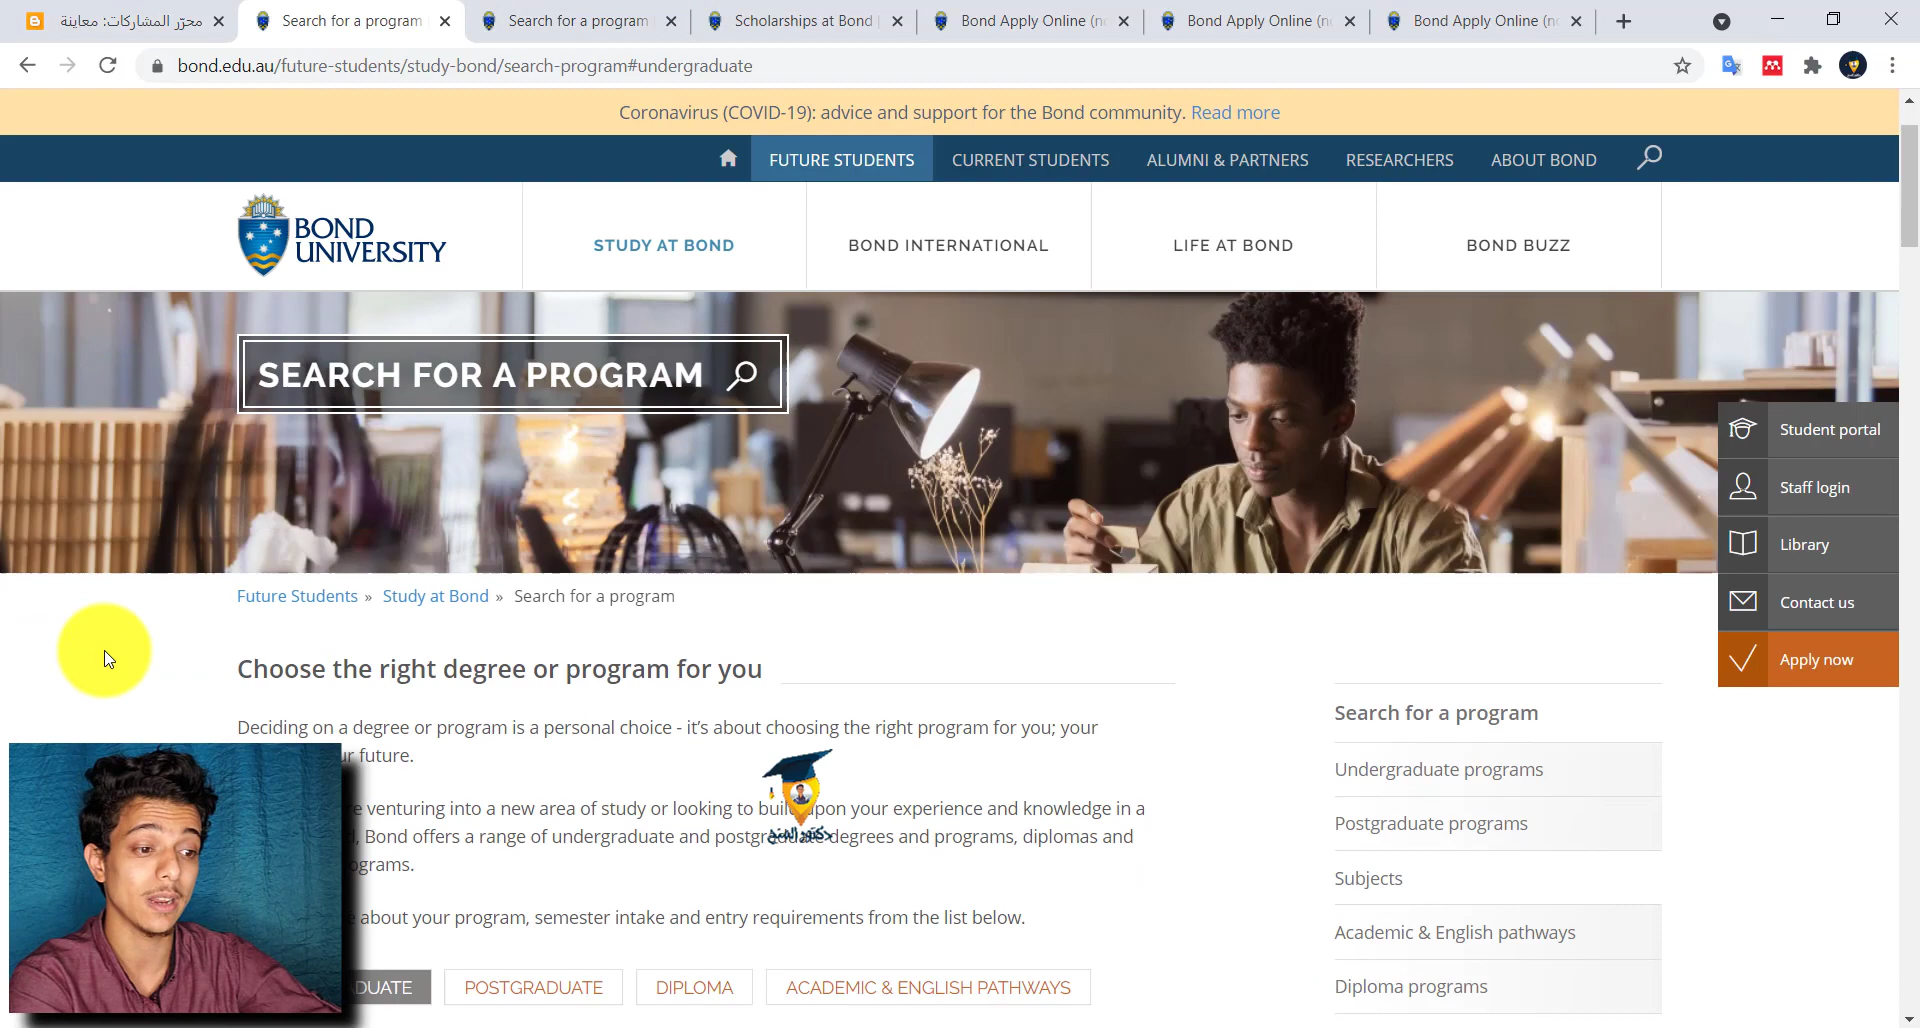 محرّر المشاركات: معاينة
Search for a program
Search for a program
Scholarships at Bond
Bond Apply Online
Bond Apply Online
Bond Apply Online
bond.edu.au/future-students/study-bond/search-program#undergraduate
Coronavirus (COVID-19): advice and support for the Bond community. Read more
FUTURE STUDENTS
CURRENT STUDENTS
ALUMNI & PARTNERS
RESEARCHERS
ABOUT BOND
BOND
UNIVERSITY
STUDY AT BOND
BOND INTERNATIONAL
LIFE AT BOND
BOND BUZZ
SEARCH FOR A PROGRAM
Student portal
Staff login
Library
Contact us
Apply now
Future Students » Study at Bond » Search for a program
Choose the right degree or program for you
Deciding on a degree or program is a personal choice - it's about choosing the right program for you; your
future.
venturing into a new area of study or looking to build upon your experience and knowledge in a
Bond offers a range of undergraduate and postgraduate degrees and programs, diplomas and
about your program, semester intake and entry requirements from the list below.
دكتور المنح
POSTGRADUATE
DIPLOMA
ACADEMIC & ENGLISH PATHWAYS
Search for a program
Undergraduate programs
Postgraduate programs
Subjects
Academic & English pathways
Diploma programs